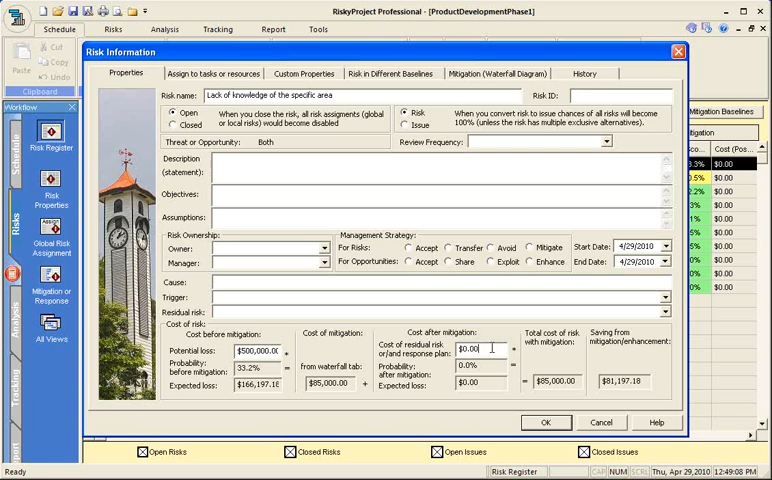 RiskyProject Professional - [ProductDevelopmentPhase1]
Schedule Risks Analysis Tracking Report Tools
Cut
Copy
Paste
Undo
Clipboard
Risk Information
Properties Assign to tasks or resources Custom Properties Risk in Different Baselines Mitigation (Waterfall Diagram) History
Workflow
Schedule
Risks
Analysis
Tracking
Risk Register
Risk Properties
Global Risk Assignment
Mitigation or Response
All Views
Risk name: Lack of knowledge of the specific area Risk ID:
Open
Closed
When you close the risk, all risk assigments (global or local risks) would become disabled
Risk
Issue
When you convert risk to issue chances of all risks will become 100% (unless the risk has multiple exclusive alternatives).
Threat or Opportunity: Both Review Frequency:
Description (statement):
Objectives:
Assumptions:
Risk Ownership:
Owner:
Manager:
Management Strategy:
For Risks: Accept Transfer Avoid Mitigate
For Opportunities: Accept Share Exploit Enhance
Start Date: 4/29/2010
End Date: 4/29/2010
Cause:
Trigger:
Residual risk:
Cost of risk:
Cost before mitigation:
Potential loss: $500,000.00 *
Probability before mitigation: 33.2% =
Expected loss: $166,197.18
Cost of mitigation
from waterfall tab:
$85,000.00 +
Cost after mitigation:
Cost of residual risk or/and response plan: $0.00 *
Probability after mitigation: 0.0% =
Expected loss: $0.00
Total cost of risk with mitigation:
= $85,000.00
Saving from mitigation/enhancement:
$81,197.18
OK Cancel Help
Mitigation Baselines
Cost (Pos...
$0.00
$0.00
$0.00
$0.00
$0.00
$0.00
$0.00
$0.00
$0.00
$0.00
Open Risks Closed Risks Open Issues Closed Issues
Ready Risk Register CAP NUM SCRL Thu, Apr 29,2010 12:49:08 PM